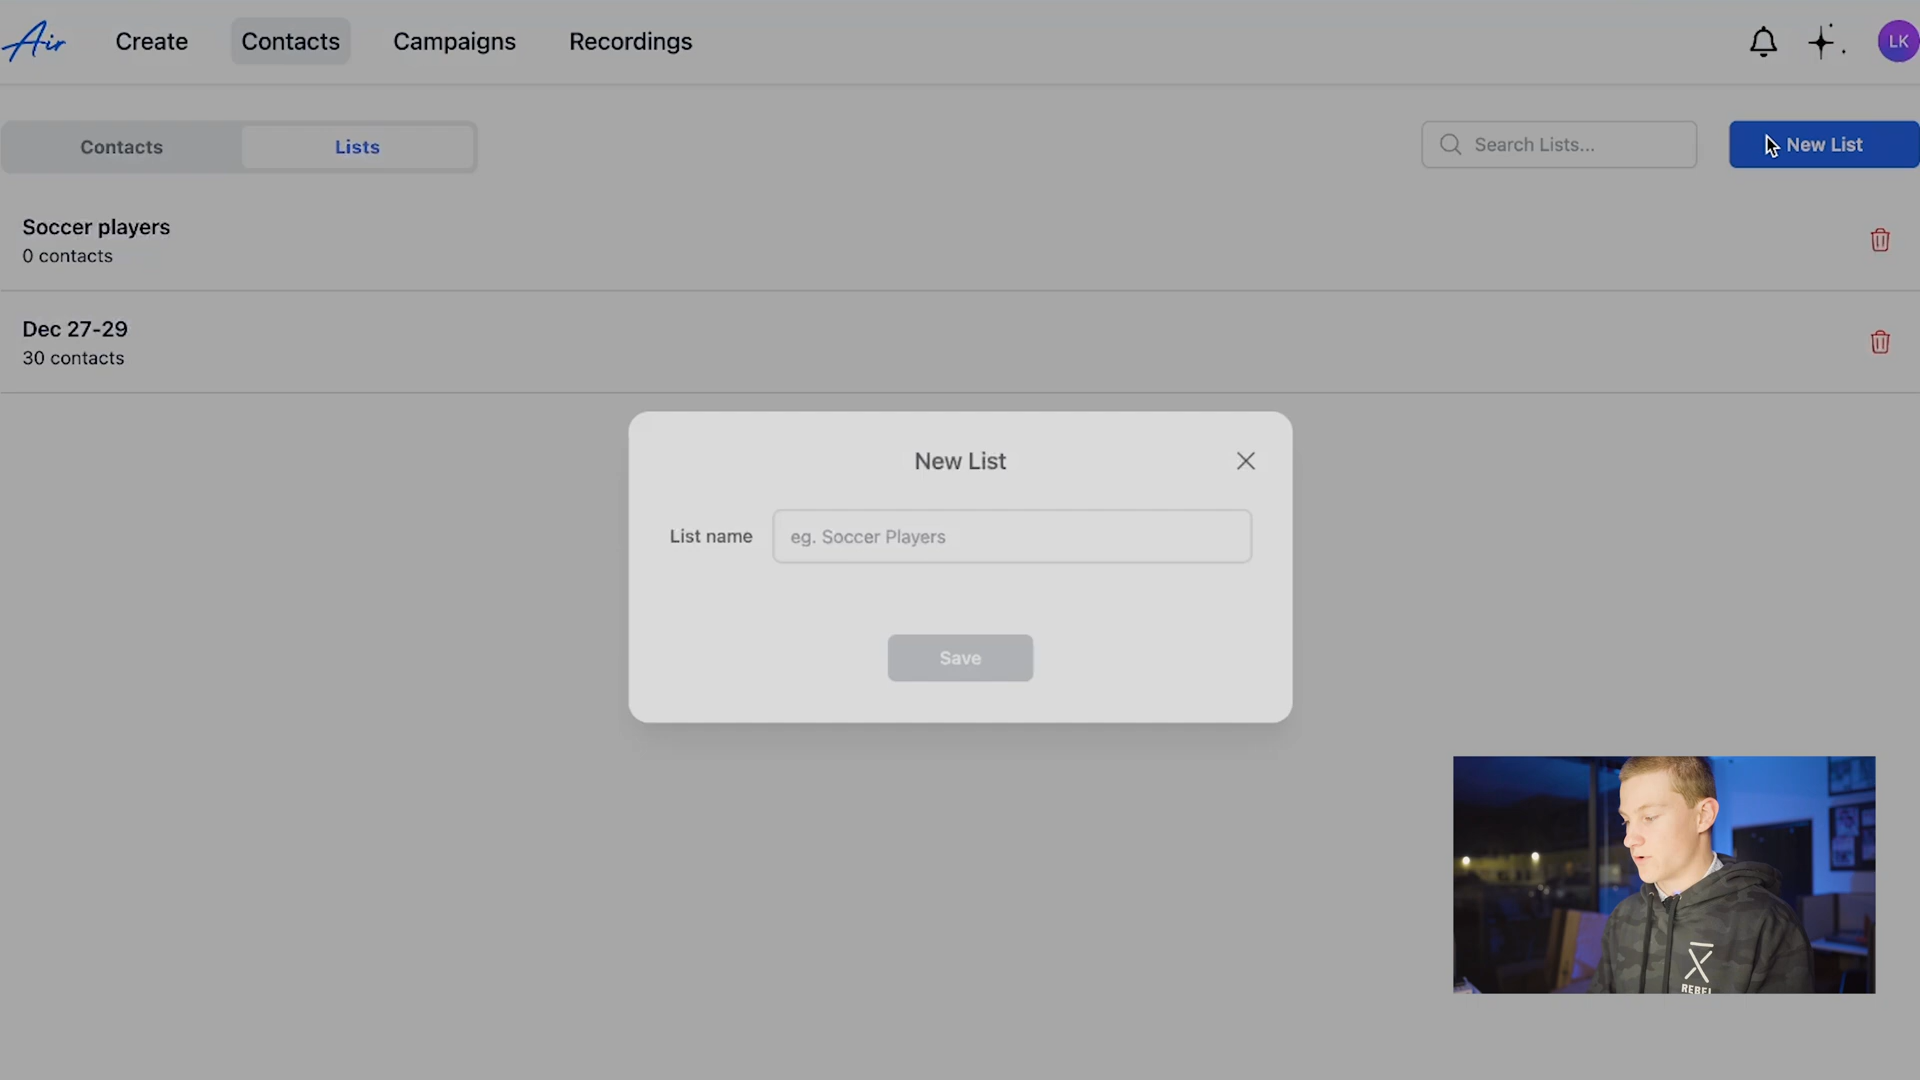 Air
Create
Contacts
Campaigns
Recordings
LK
Contacts
Lists
Search Lists...
New List
Soccer players
0 contacts
Dec 27-29
30 contacts
New List
List name
eg. Soccer Players
Save
REBEL